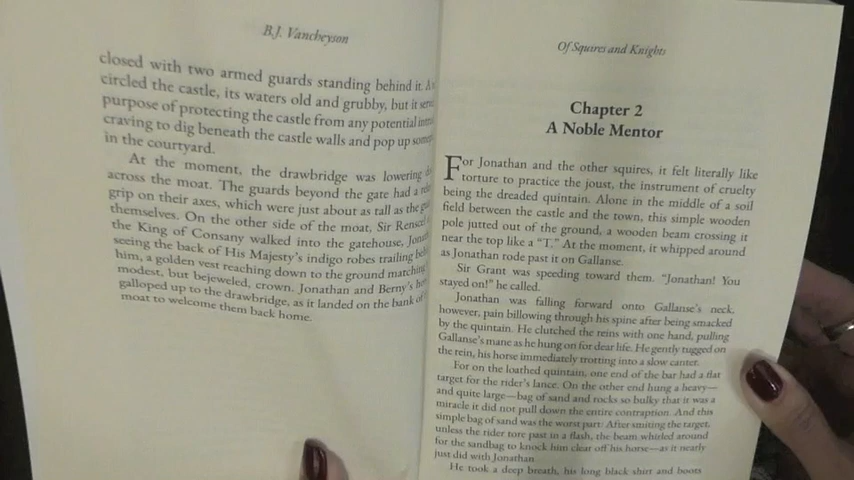 B.J. Vancheyson
closed with two armed guards standing behind it. A
circled the castle, its waters old and grubby, but it
purpose of protecting the castle from any potential
craving to dig beneath the castle walls and pop up
in the courtyard.
At the moment, the drawbridge was lowering
across the moat. The guards beyond the gate had a
grip on their axes, which were just about as tall as the
themselves. On the other side of the moat, Sir
the King of Consany walked into the gatehouse,
seeing the back of His Majesty's indigo robes trailing
him, a golden vest reaching down to the ground matching
modest, but bejeweled, crown. Jonathan and Berny's
galloped up to the drawbridge, as it landed on the bank of
moat to welcome them back home.
Of Squires and Knights
Chapter 2
A Noble Mentor
For Jonathan and the other squires, it felt literally like
torture to practice the joust, the instrument of cruelty
being the dreaded quintain. Alone in the middle of a soil
field between the castle and the town, this simple wooden
pole jutted out of the ground, a wooden beam crossing it
near the top like a "T." At the moment, it whipped around
as Jonathan rode past it on Gallanse.
Sir Grant was speeding toward them. "Jonathan! You
stayed on!" he called.
Jonathan was falling forward onto Gallanse's neck,
however, pain billowing through his spine after being smacked
by the quintain. He clutched the reins with one hand, pulling
Gallanse's mane as he hung on for dear life. He gently tugged on
the rein, his horse immediately trotting into a slow canter.
For on the loathed quintain, one end of the bar had a flat
target for the rider's lance. On the other end hung a heavy—
and quite large—bag of sand and rocks so bulky that it was a
miracle it did not pull down the entire contraption. And this
simple bag of sand was the worst part: After smiting the target,
unless the rider tore past in a flash, the beam whirled around
for the sandbag to knock him clear off his horse—as it nearly
just did with Jonathan.
He took a deep breath, his long black shirt and boots